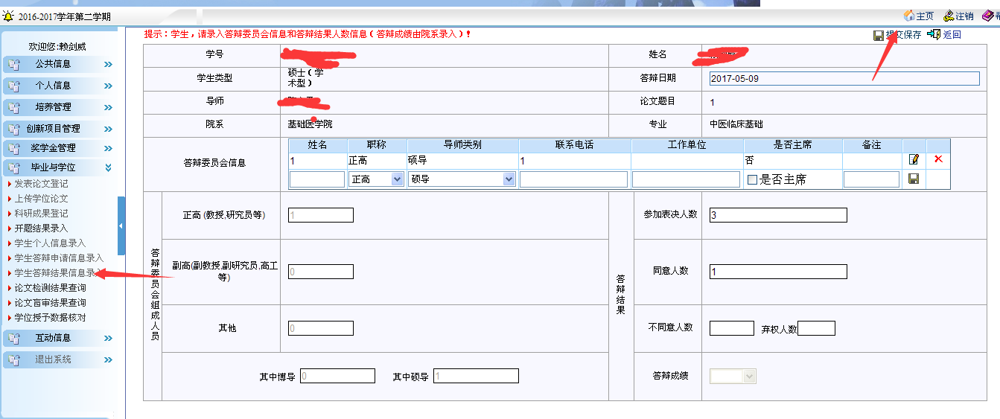 2016-2017学年第二学期
主页 注销
欢迎您:赖剑威
提示：学生，请录入答辩委员会信息和答辩结果人数信息（答辩成绩由院系录入）！
提交保存 返回
公共信息
个人信息
培养管理
创新项目管理
奖学金管理
毕业与学位
发表论文登记
上传学位论文
科研成果登记
开题结果录入
学生个人信息录入
学生答辩申请信息录入
学生答辩结果信息录入
论文检测结果查询
论文盲审结果查询
学位授予数据核对
互动信息
退出系统
学号 姓名
学生类型 硕士（学术型） 答辩日期 2017-05-09
导师 论文题目 1
院系 基础医学院 专业 中医临床基础
答辩委员会信息
姓名 职称 导师类别 联系电话 工作单位 是否主席 备注
1 正高 硕导 1 否
正高 硕导 是否主席
答辩委员会组成人员
正高 (教授,研究员等) 1
副高(副教授,副研究员,高工等) 0
其他 0
其中博导 0 其中硕导 1
答辩结果
参加表决人数 3
同意人数 1
不同意人数 弃权人数
答辩成绩